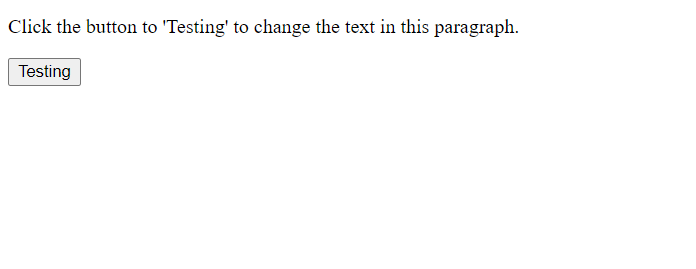 Click the button to 'Testing' to change the text in this paragraph.
Testing